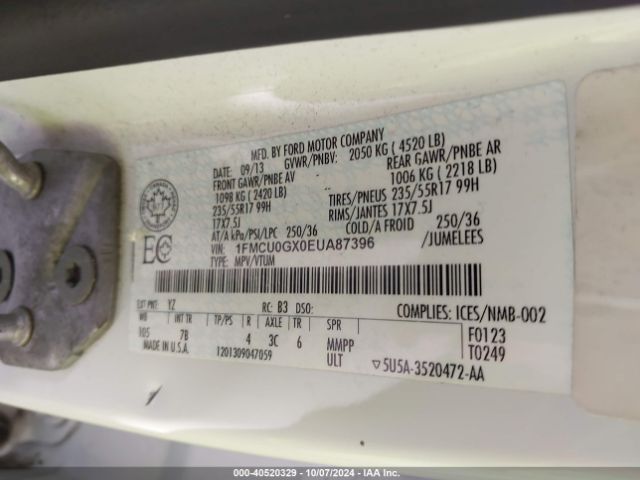 MFD. BY FORD MOTOR COMPANY
DATE: 09/13 GVWR/PNBV: 2050 KG ( 4520 LB)
FRONT GAWR/PNBE AV REAR GAWR/PNBE AR
1098 KG ( 2420 LB) 1006 KG ( 2218 LB)
235/55R17 99H TIRES/PNEUS 235/55R17 99H
17X7.5J RIMS/JANTES 17X7.5J
AT/A kPa/PSI/LPC 250/36 COLD/A FROID 250/36
VIN: 1FMCU0GX0EUA87396 /JUMELEES
TYPE: MPV/VTUM
EC
EXT PNT: YZ RC: B3 DSO: COMPLIES: ICES/NMB-002
WB INT TR TP/PS R AXLE TR SPR F0123
105 7B 4 3C 6 MMPP T0249
MADE IN U.S.A. 1201309047059 ULT 5U5A-3520472-AA
000-40520329 - 10/07/2024 - IAA Inc.